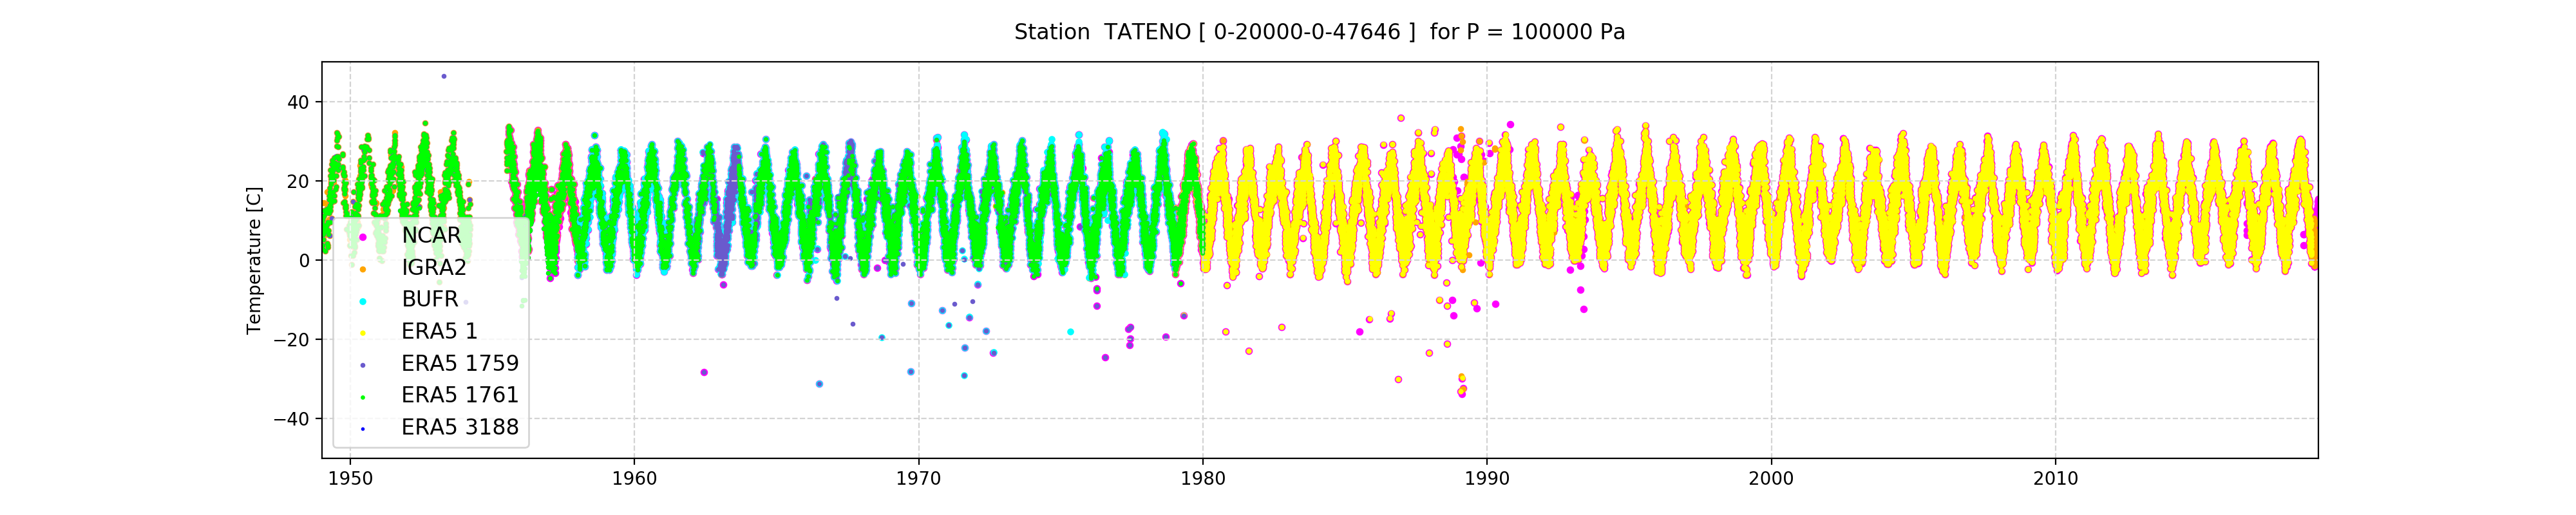 Station  TATENO [ 0-20000-0-47646 ]  for P = 100000 Pa
Temperature [C]
40
20
0
−20
−40
NCAR
IGRA2
BUFR
ERA5 1
ERA5 1759
ERA5 1761
ERA5 3188
1950 1960 1970 1980 1990 2000 2010